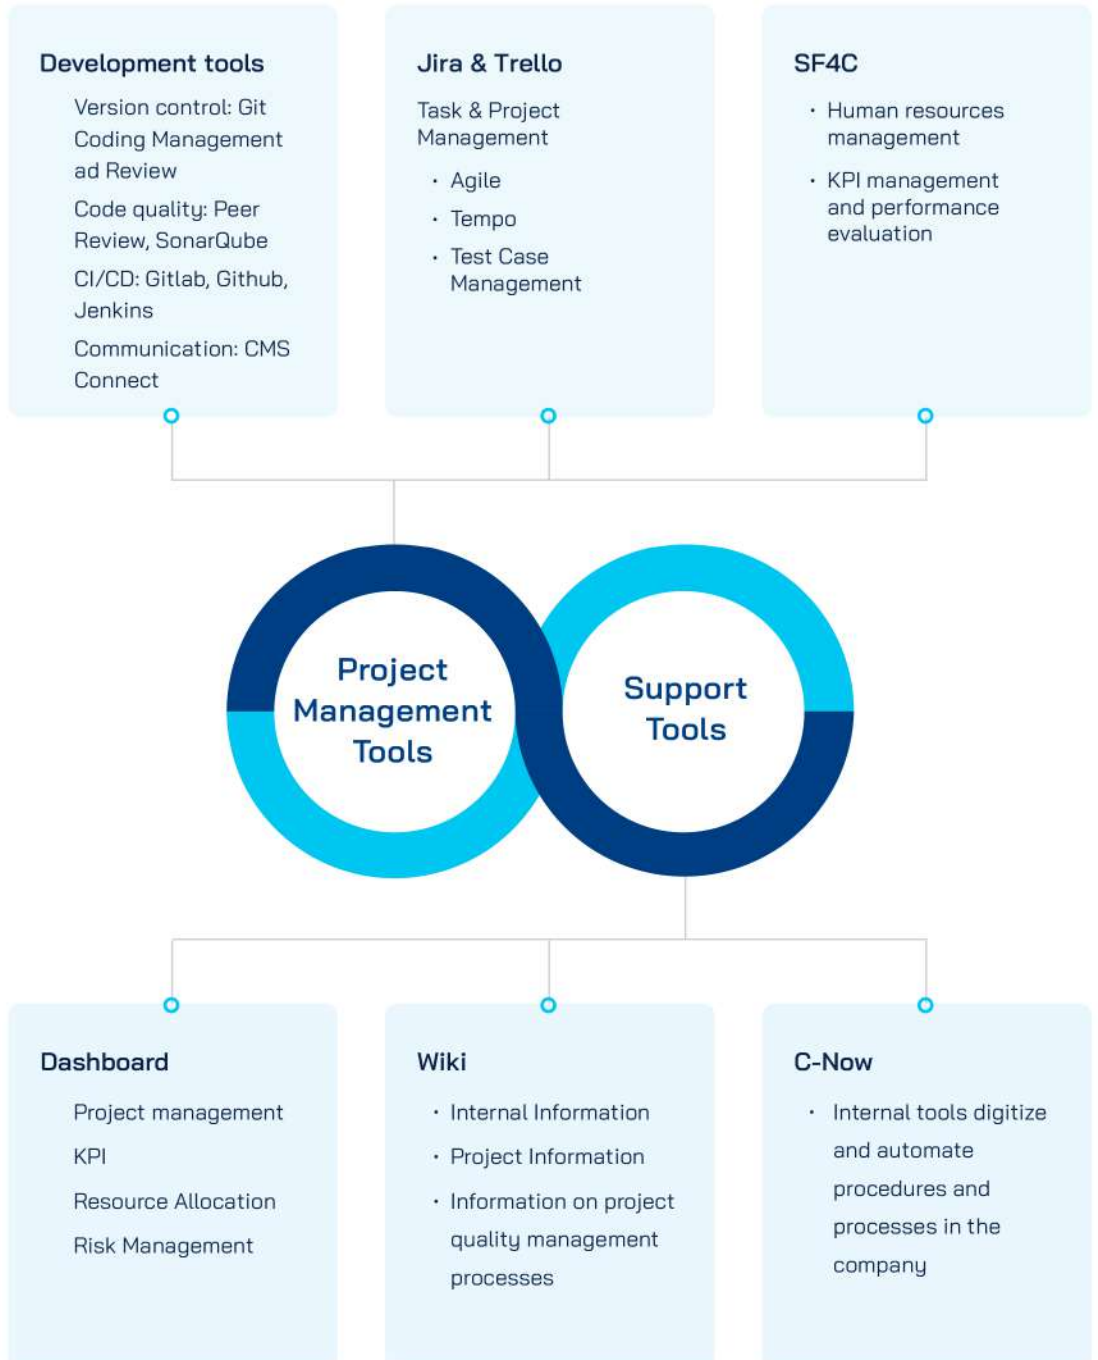 Development tools
Version control: Git
Coding Management
ad Review
Code quality: Peer
Review, SonarQube
CI/CD: Gitlab, Github,
Jenkins
Communication: CMS
Connect
Jira & Trello
Task & Project
Management
· Agile
· Tempo
· Test Case
Management
SF4C
· Human resources
management
· KPI management
and performance
evaluation
Project
Management
Tools
Support
Tools
Dashboard
Project management
KPI
Resource Allocation
Risk Management
Wiki
· Internal Information
· Project Information
· Information on project
quality management
processes
C-Now
· Internal tools digitize
and automate
procedures and
processes in the
company